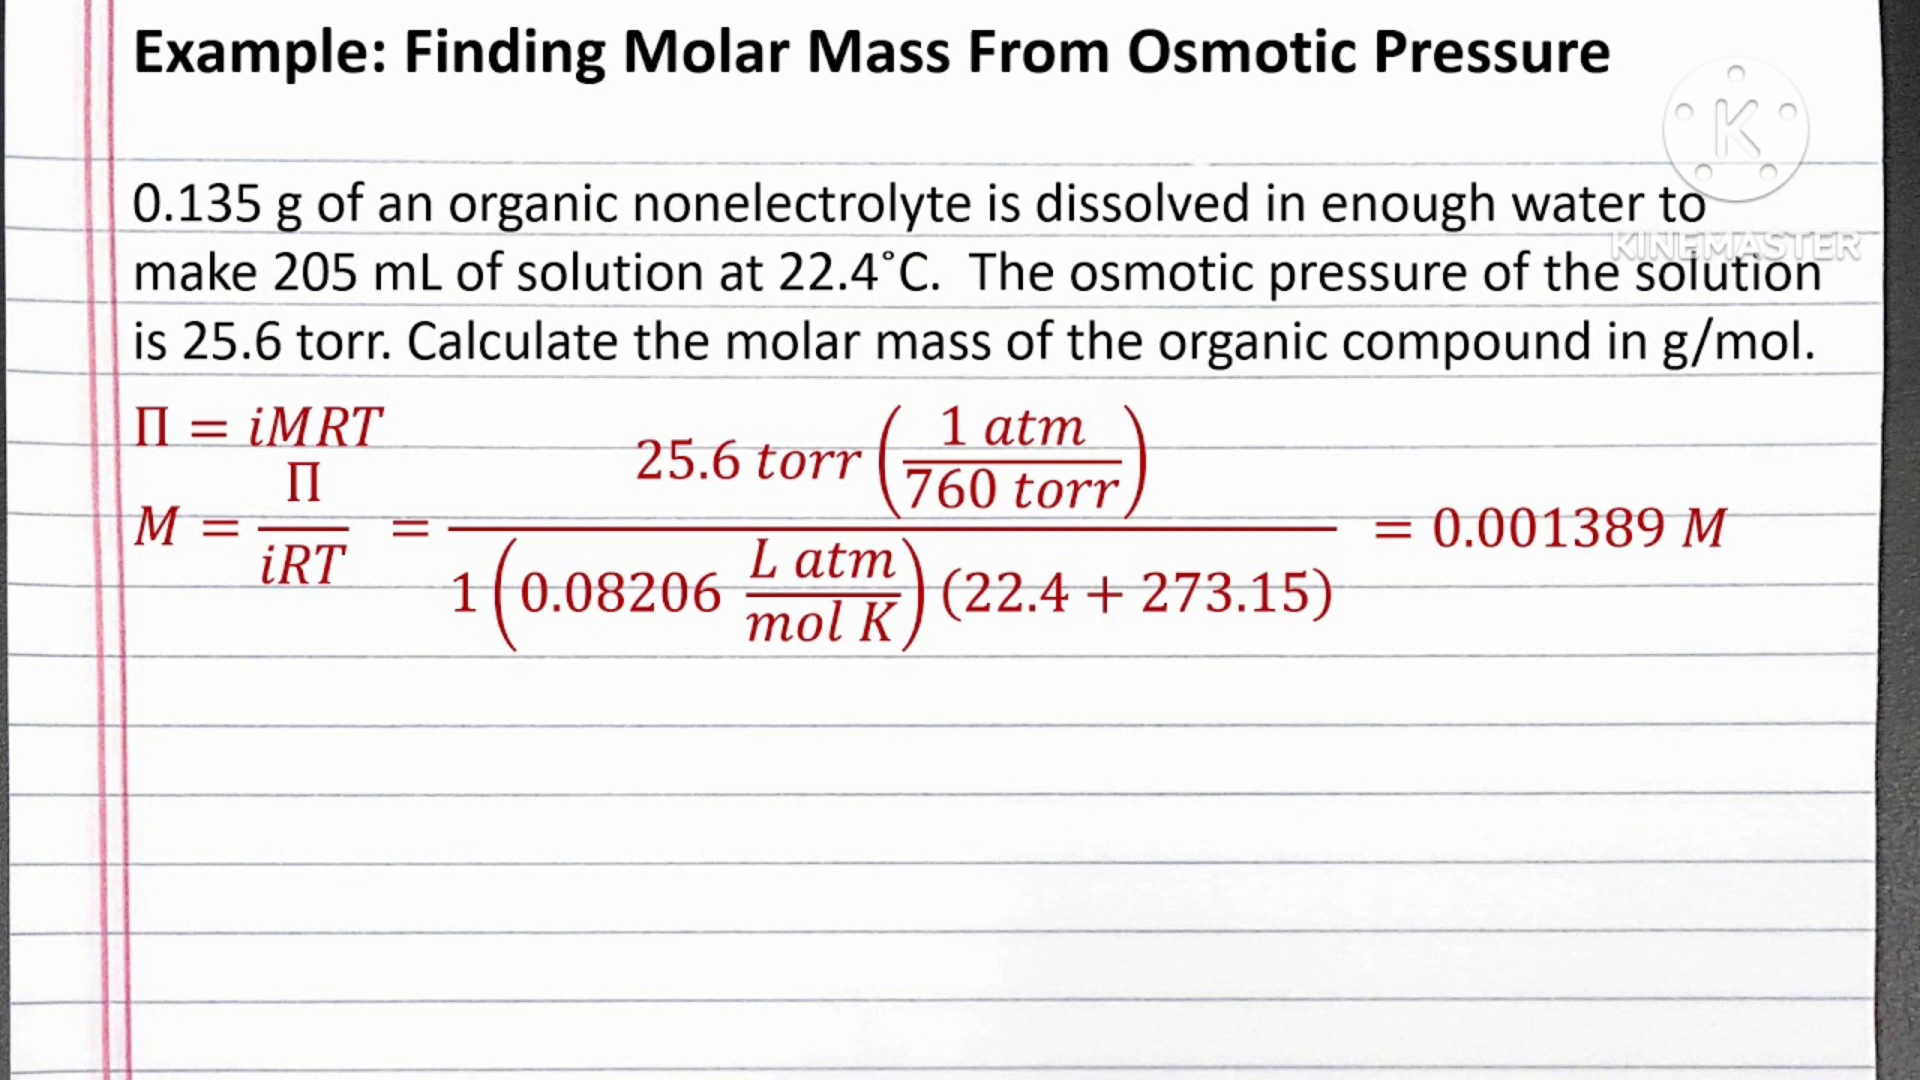 Example: Finding Molar Mass From Osmotic Pressure
K
KINEMASTER
0.135 g of an organic nonelectrolyte is dissolved in enough water to
make 205 mL of solution at 22.4˚C.  The osmotic pressure of the solution
is 25.6 torr. Calculate the molar mass of the organic compound in g/mol.
Π = iMRT
M = Π/iRT = 25.6 torr (1 atm/760 torr) / 1 (0.08206 L atm/mol K) (22.4 + 273.15) = 0.001389 M